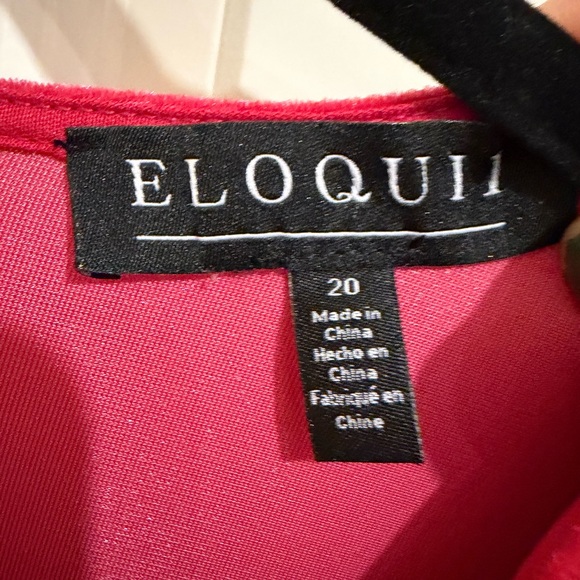 ELOQUII
20
Made in
China
Hecho en
China
Fabriqué en
Chine